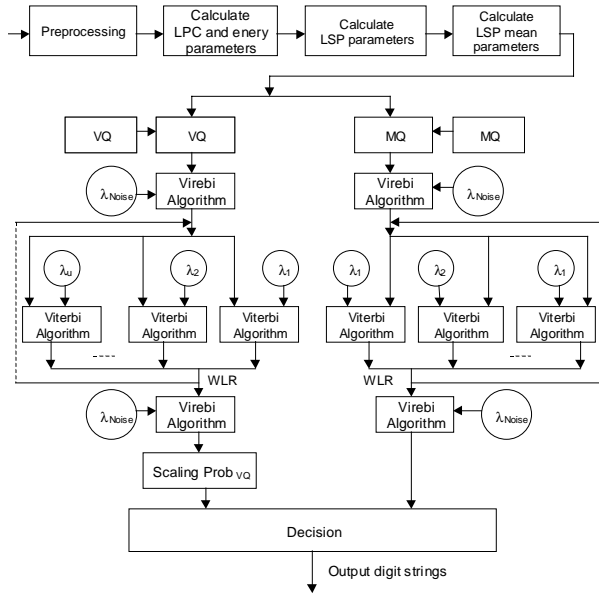 Preprocessing
Calculate
LPC and enery
parameters
Calculate
LSP parameters
Calculate
LSP mean
parameters
VQ
VQ
MQ
MQ
λNoise
Virebi
Algorithm
Virebi
Algorithm
λNoise
λu
λ2
λ1
λ1
λ2
λ1
Viterbi
Algorithm
Viterbi
Algorithm
Viterbi
Algorithm
Viterbi
Algorithm
Viterbi
Algorithm
Viterbi
Algorithm
WLR
WLR
λNoise
Virebi
Algorithm
Virebi
Algorithm
λNoise
Scaling Prob VQ
Decision
Output digit strings